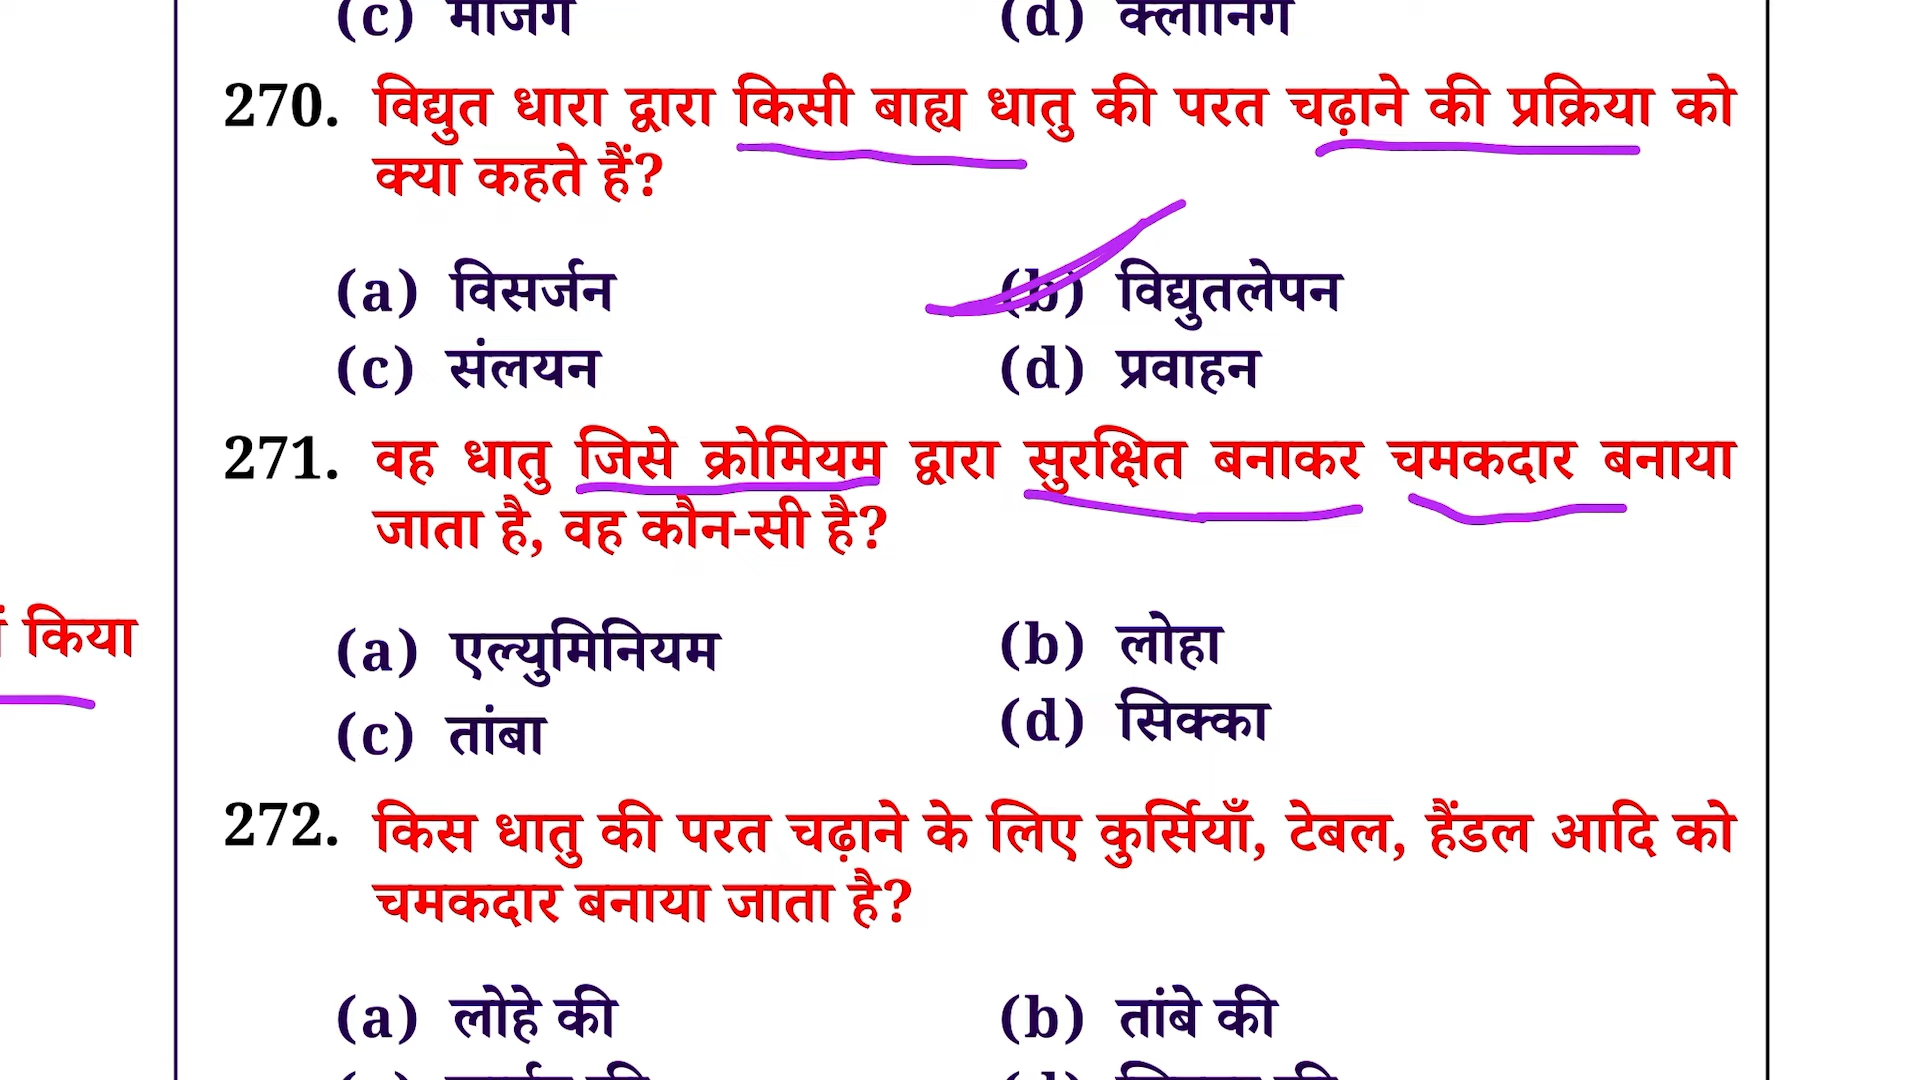 (c) मांजंग (d) क्लोनिंग
270. विद्युत धारा द्वारा किसी बाह्य धातु की परत चढ़ाने की प्रक्रिया को
क्या कहते हैं?
(a) विसर्जन (b) विद्युतलेपन
(c) संलयन (d) प्रवाहन
271. वह धातु जिसे क्रोमियम द्वारा सुरक्षित बनाकर चमकदार बनाया
जाता है, वह कौन-सी है?
किया
(a) एल्युमिनियम (b) लोहा
(c) तांबा (d) सिक्का
272. किस धातु की परत चढ़ाने के लिए कुर्सियाँ, टेबल, हैंडल आदि को
चमकदार बनाया जाता है?
(a) लोहे की (b) तांबे की